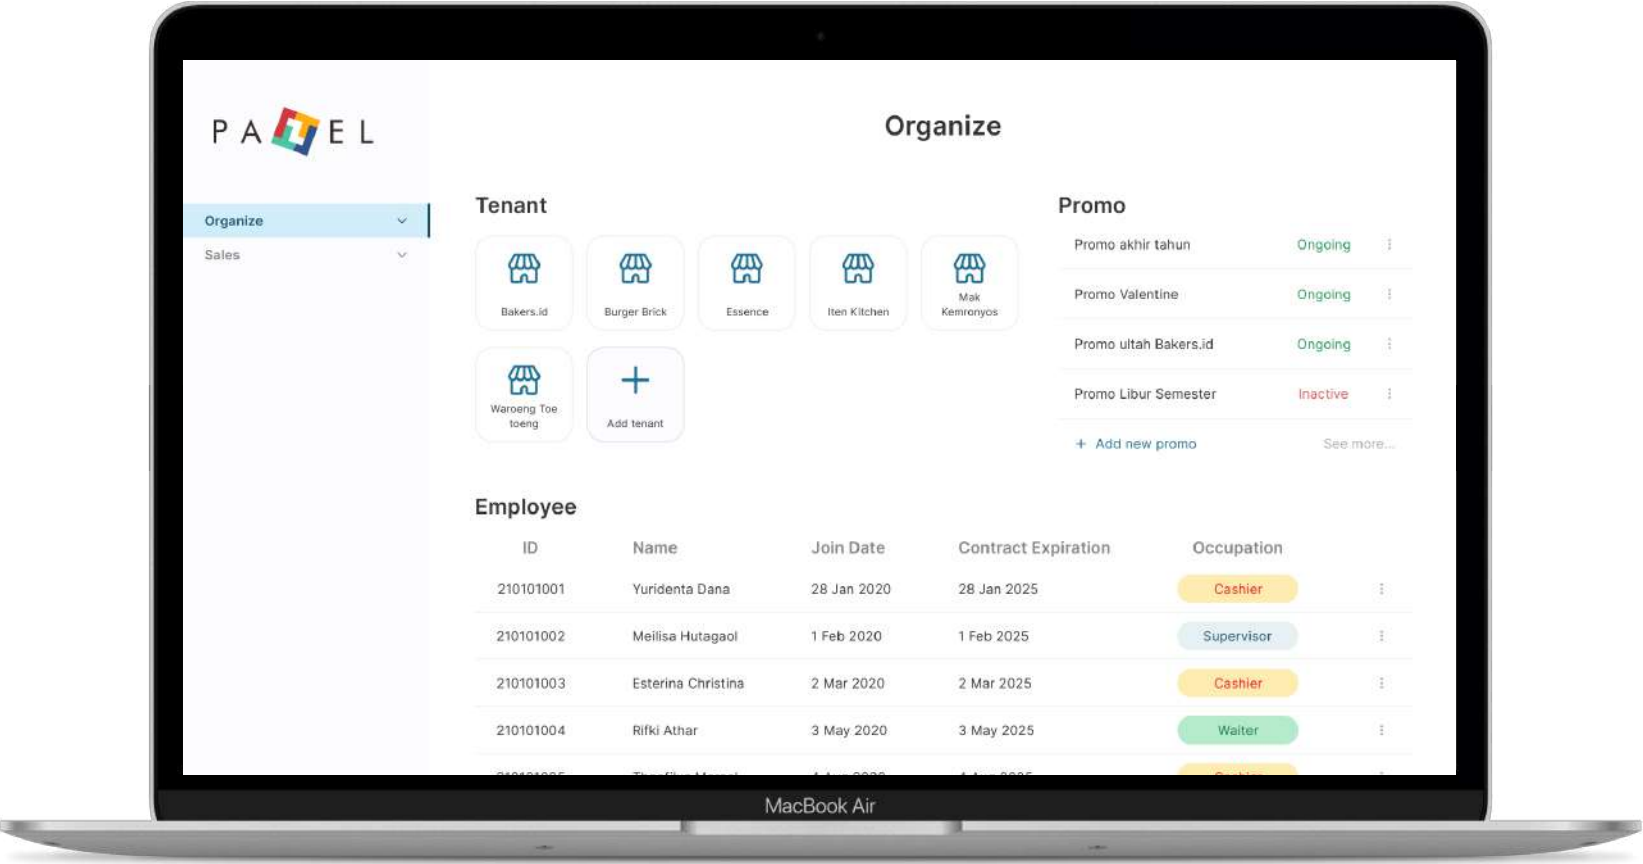 PAZEL
Organize
Organize
Sales
Tenant
Bakers.id
Burger Brick
Essence
Iten Kitchen
Mak
Kemronyos
Waroeng Toe
toeng
Add tenant
Promo
Promo akhir tahun Ongoing
Promo Valentine Ongoing
Promo ultah Bakers.id Ongoing
Promo Libur Semester Inactive
+ Add new promo See more...
Employee
ID Name Join Date Contract Expiration Occupation
210101001 Yuridenta Dana 28 Jan 2020 28 Jan 2025 Cashier
210101002 Meilisa Hutagaol 1 Feb 2020 1 Feb 2025 Supervisor
210101003 Esterina Christina 2 Mar 2020 2 Mar 2025 Cashier
210101004 Rifki Athar 3 May 2020 3 May 2025 Waiter
MacBook Air